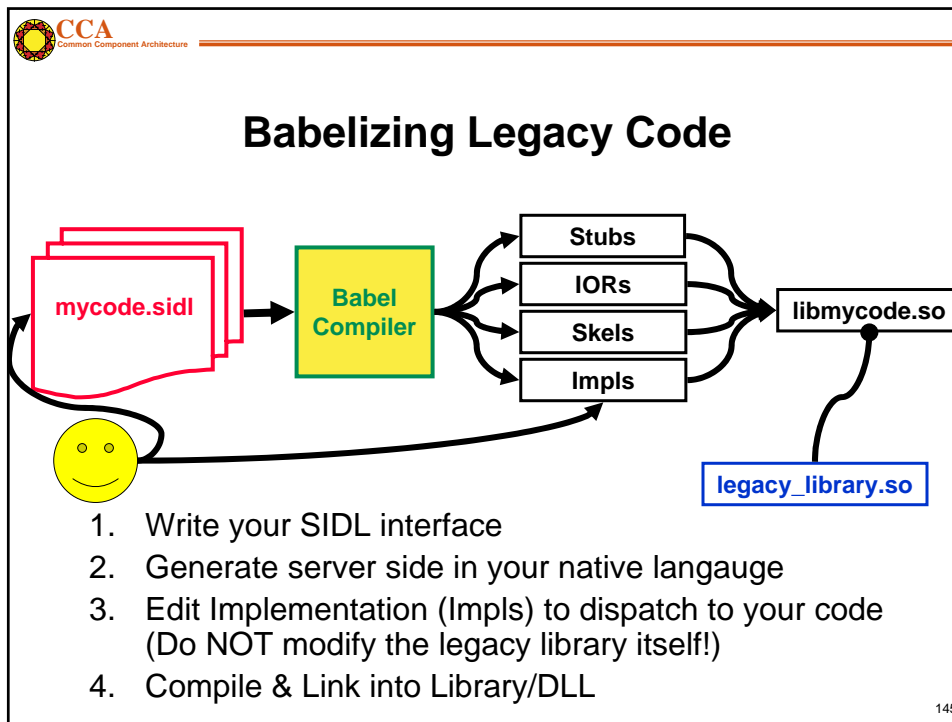 CCA
Common Component Architecture
Babelizing Legacy Code
mycode.sidl
Babel
Compiler
Stubs
IORs
Skels
Impls
libmycode.so
legacy_library.so
1. Write your SIDL interface
2. Generate server side in your native langauge
3. Edit Implementation (Impls) to dispatch to your code
(Do NOT modify the legacy library itself!)
4. Compile & Link into Library/DLL